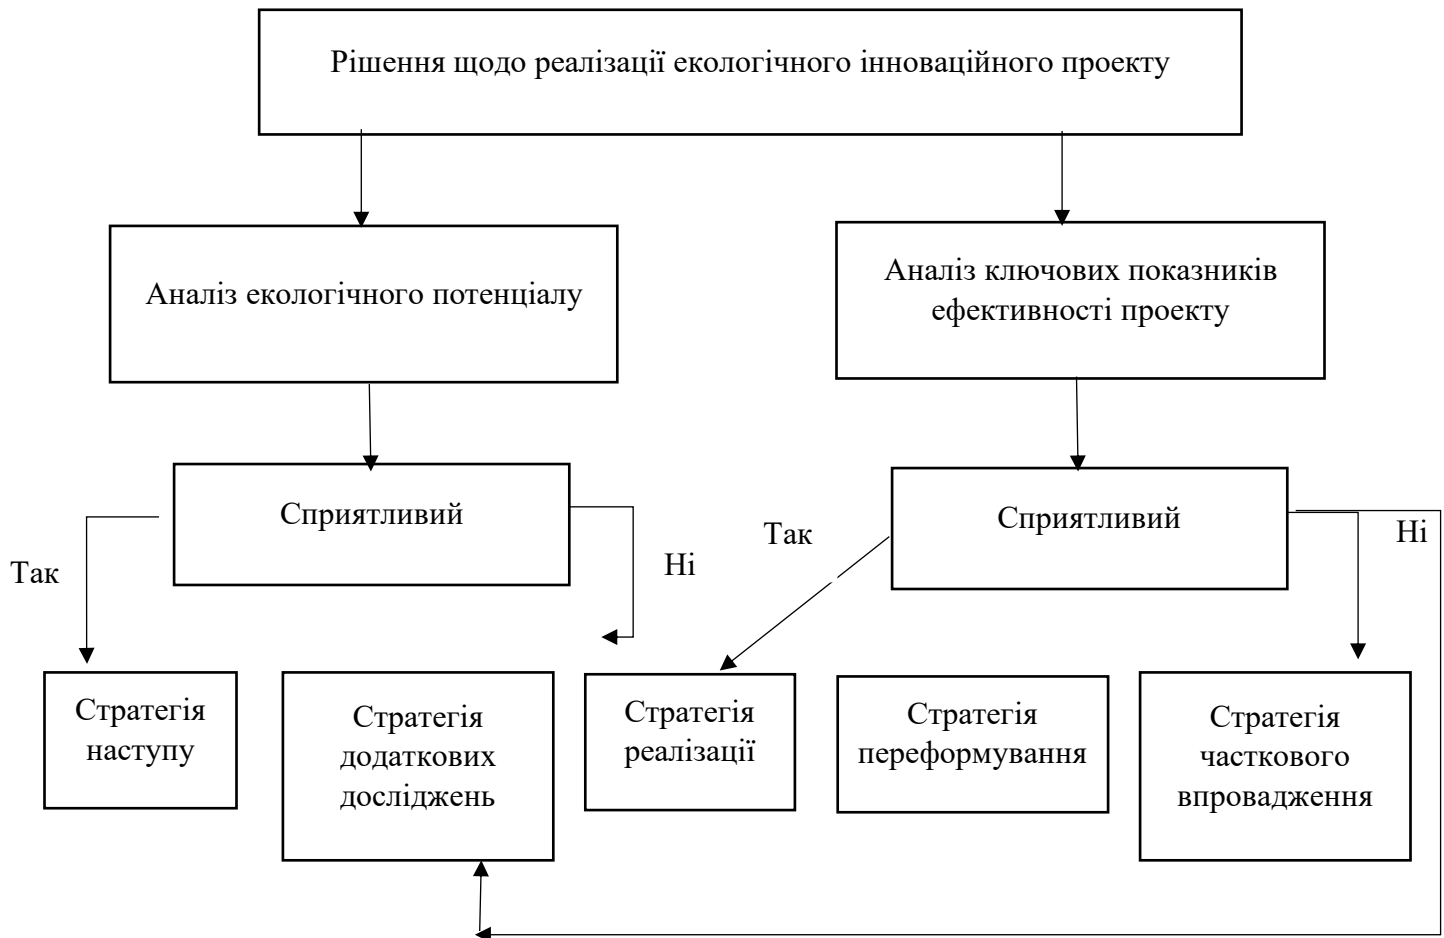 Рішення щодо реалізації екологічного інноваційного проекту
Аналіз екологічного потенціалу
Аналіз ключових показників
ефективності проекту
Сприятливий
Сприятливий
Так
Ні
Так
Ні
Стратегія
наступу
Стратегія
додаткових
досліджень
Стратегія
реалізації
Стратегія
переформування
Стратегія
часткового
впровадження